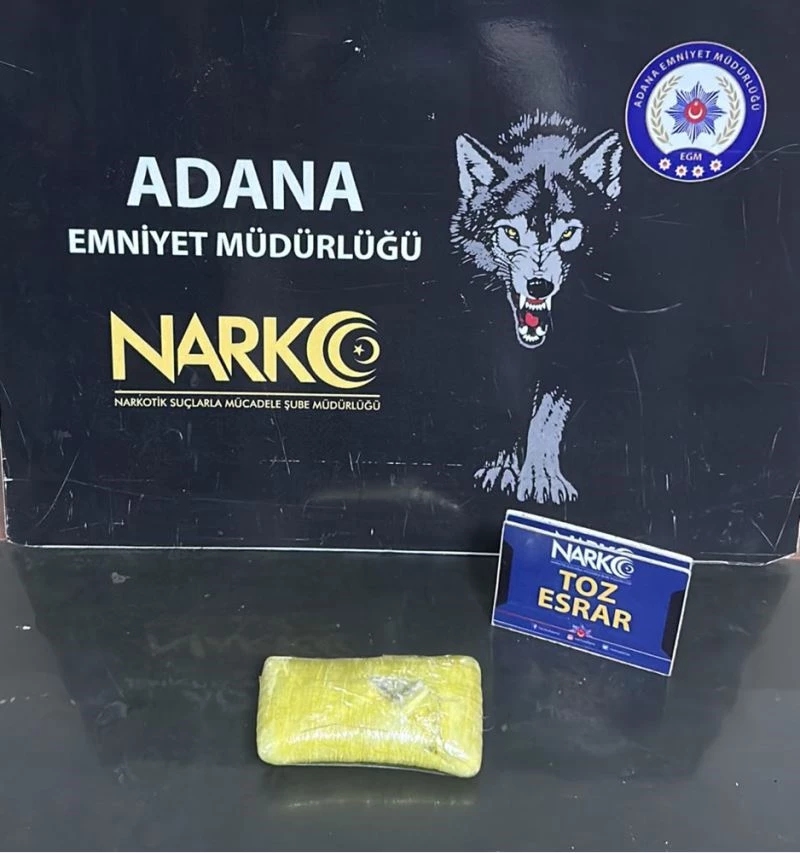 ADANA EMNİYET MÜDÜRLÜĞÜ
EGM
ADANA
EMNİYET MÜDÜRLÜĞÜ
NARKO
NARKOTİK SUÇLARLA MÜCADELE ŞUBE MÜDÜRLÜĞÜ
NARKO
TOZ
ESRAR